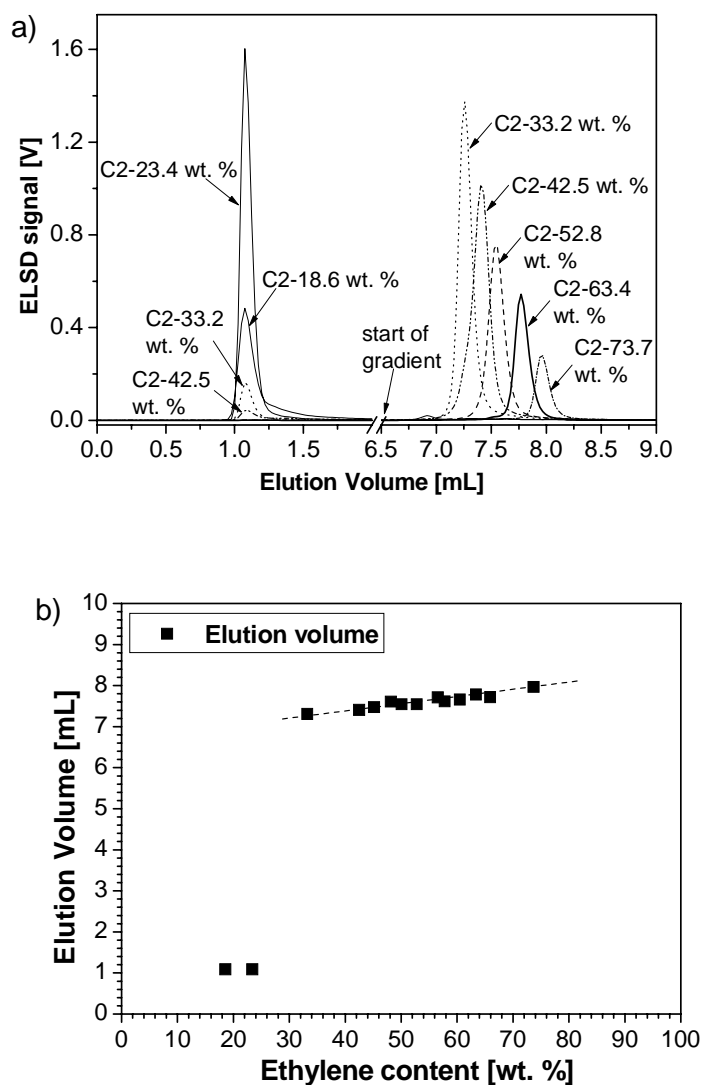 a)
1.6
1.2
0.8
0.4
0.0
ELSD signal [V]
C2-23.4 wt. %
C2-18.6 wt. %
C2-33.2
wt. %
C2-42.5
wt. %
start of
gradient
C2-33.2 wt. %
C2-42.5 wt. %
C2-52.8
wt. %
C2-63.4
wt. %
C2-73.7
wt. %
0.0 0.5 1.0 1.5 6.5 7.0 7.5 8.0 8.5 9.0
Elution Volume [mL]
b)
Elution volume
10
9
8
7
6
5
4
3
2
1
0
Elution Volume [mL]
0 10 20 30 40 50 60 70 80 90 100
Ethylene content [wt. %]